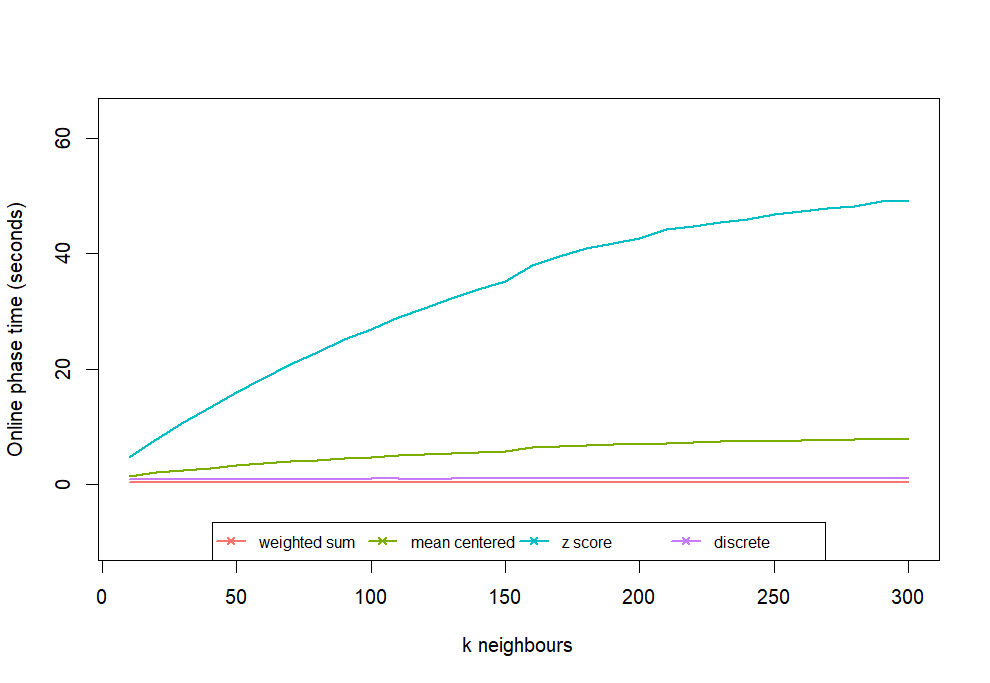 Online phase time (seconds)
60
40
20
0
weighted sum mean centered z score discrete
0 50 100 150 200 250 300
k neighbours